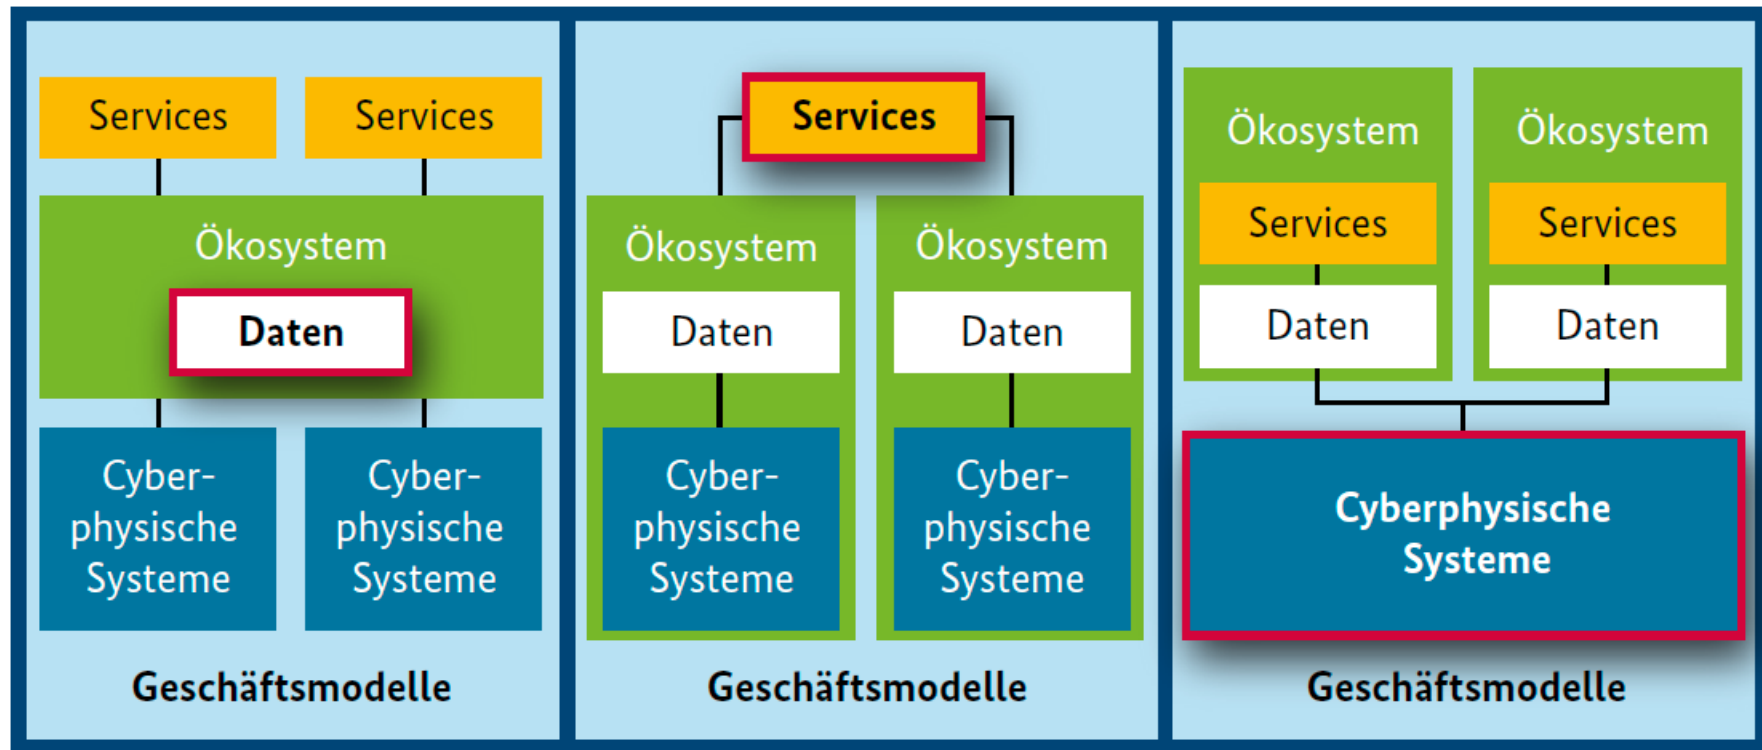 Services
Services
Ökosystem
Daten
Cyber-
physische
Systeme
Cyber-
physische
Systeme
Geschäftsmodelle
Services
Ökosystem
Ökosystem
Daten
Daten
Cyber-
physische
Systeme
Cyber-
physische
Systeme
Geschäftsmodelle
Ökosystem
Ökosystem
Services
Services
Daten
Daten
Cyberphysische
Systeme
Geschäftsmodelle